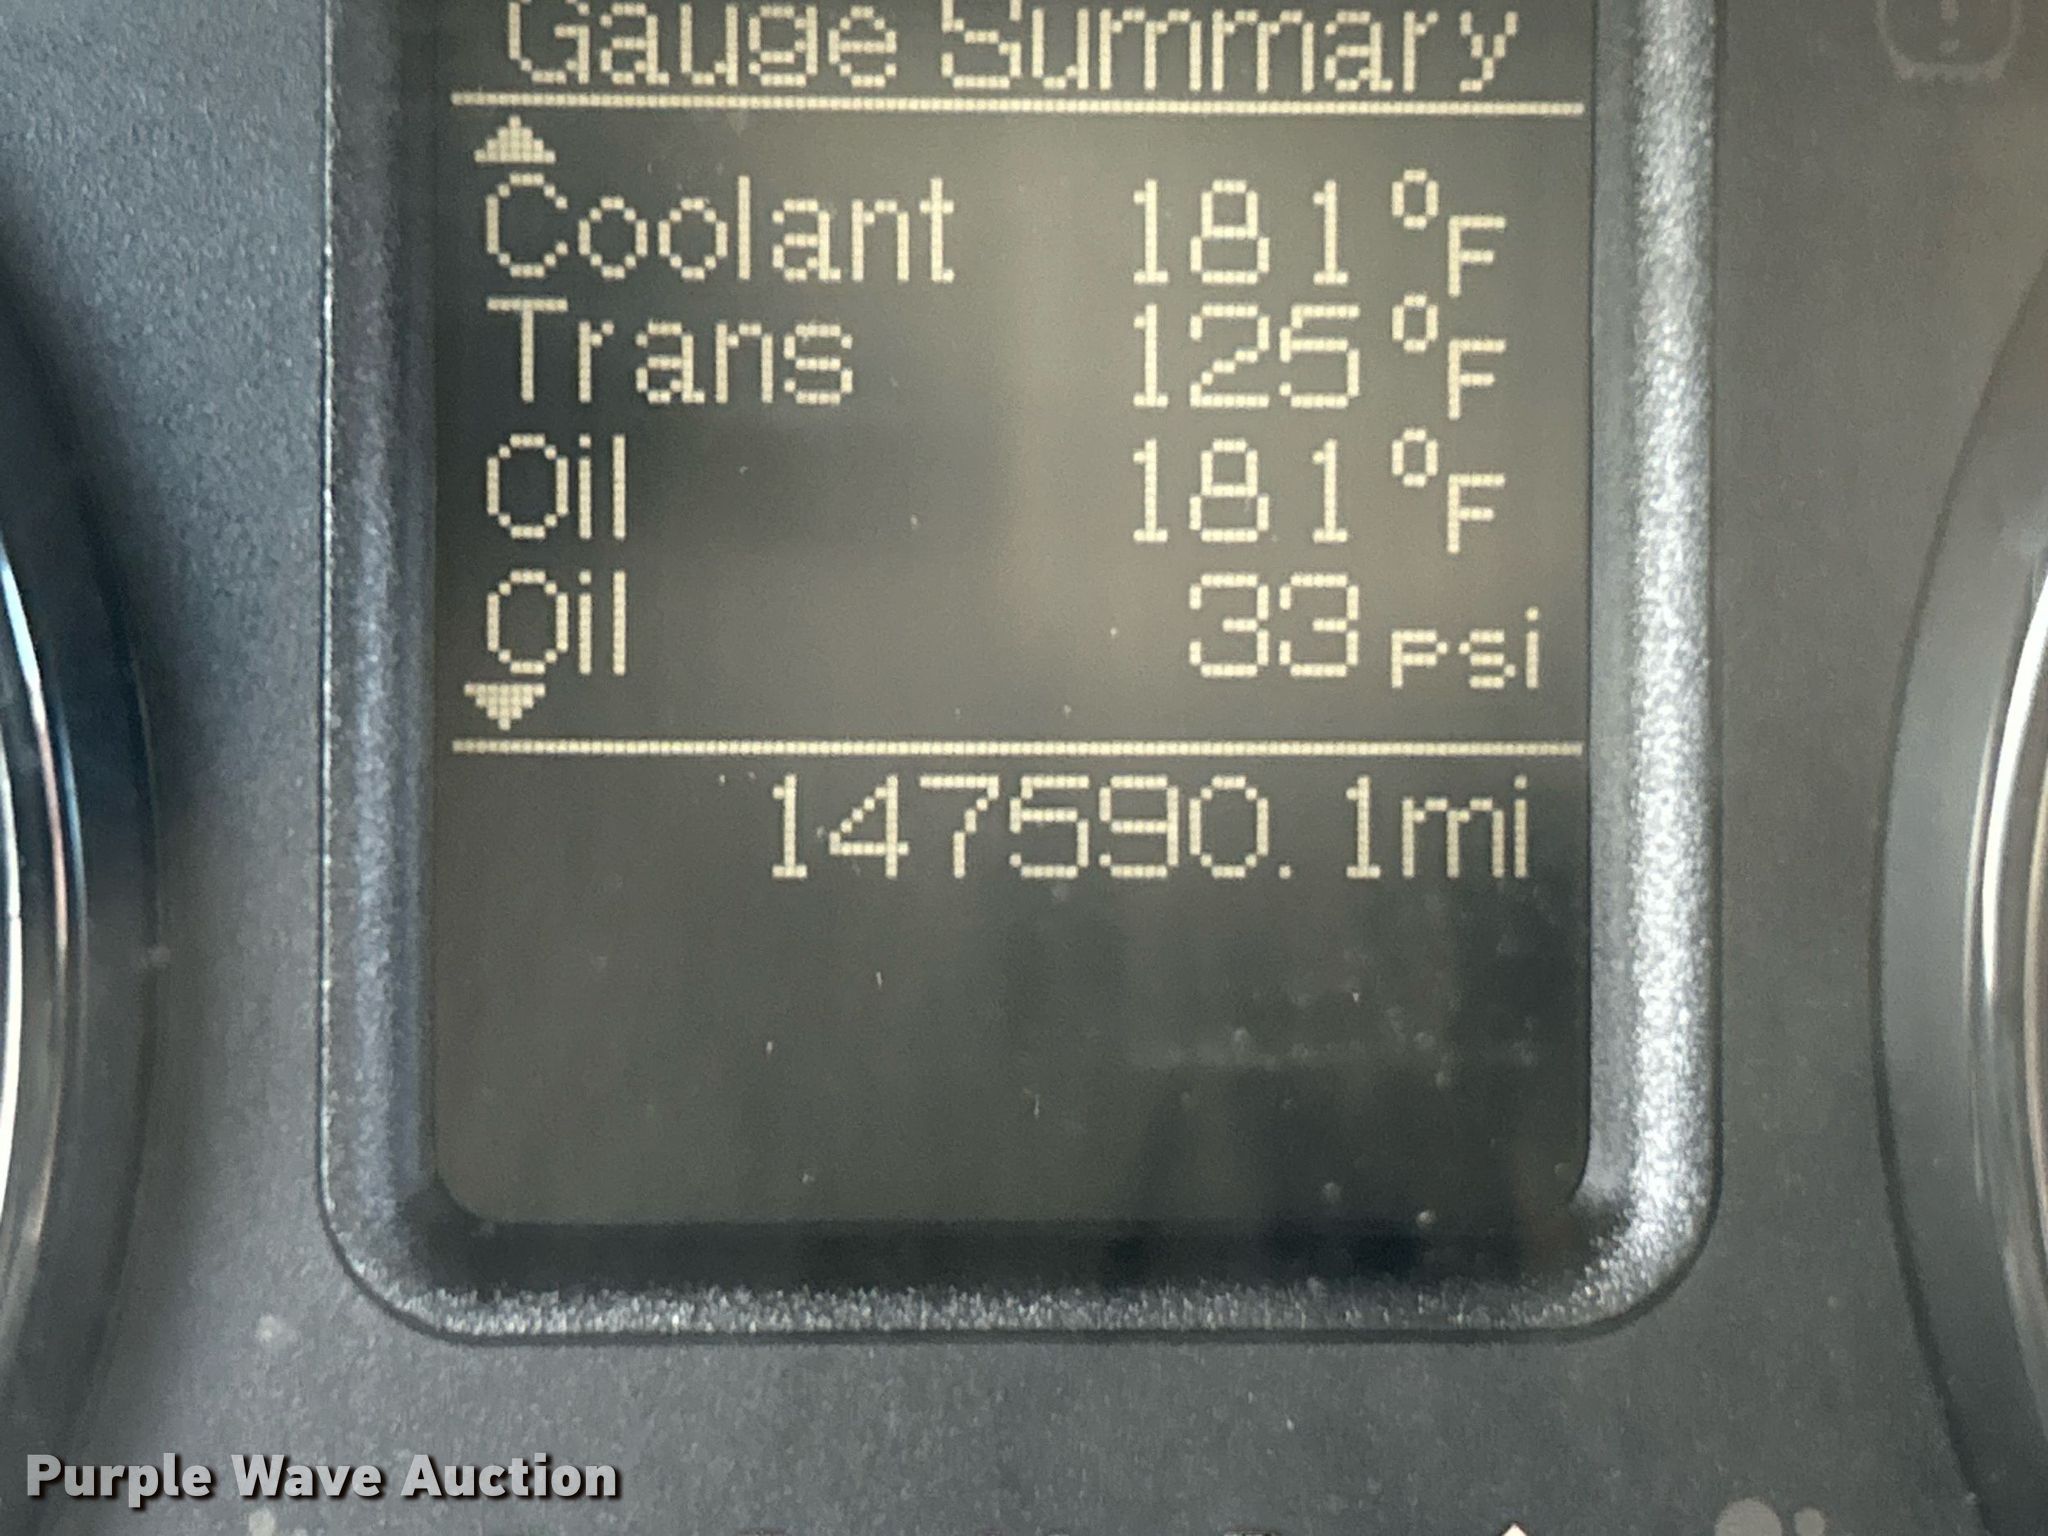 Gauge Summary
Coolant 181 °F
Trans 125 °F
Oil 181 °F
Oil 33 psi
147590.1mi
Purple Wave Auction